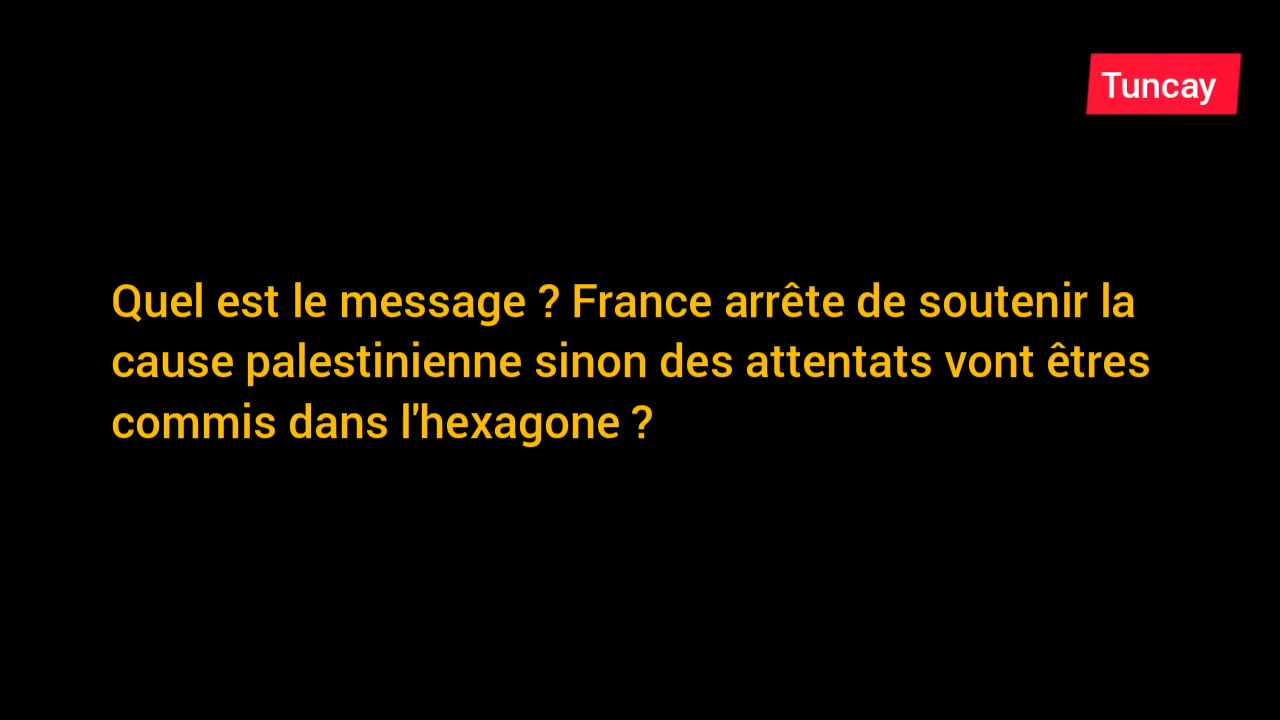 Tuncay
Quel est le message ? France arrête de soutenir la
cause palestinienne sinon des attentats vont êtres
commis dans l'hexagone ?